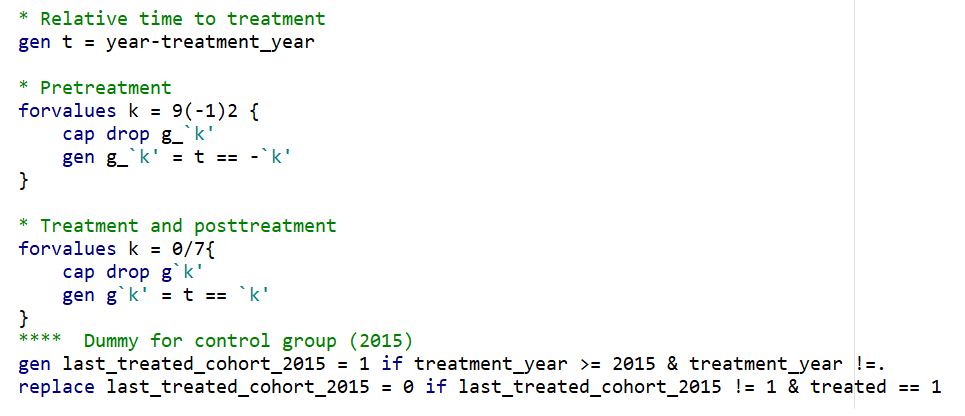 * Relative time to treatment
gen t = year-treatment_year
* Pretreatment
forvalues k = 9(-1)2 {
cap drop g_`k'
gen g_`k' = t == -`k'
}
* Treatment and posttreatment
forvalues k = 0/7{
cap drop g`k'
gen g`k' = t == `k'
}
**** Dummy for control group (2015)
gen last_treated_cohort_2015 = 1 if treatment_year >= 2015 & treatment_year !=.
replace last_treated_cohort_2015 = 0 if last_treated_cohort_2015 != 1 & treated == 1